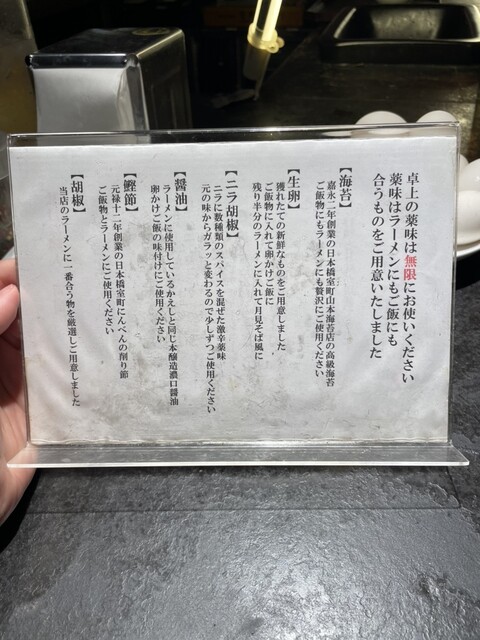 卓上の薬味は無限にお使いください
薬味はラーメンにもご飯にも
合うものをご用意いたしました
【海苔】
嘉永二年創業の日本橋室町山本海苔店の高級海苔
ご飯物にもラーメンにも贅沢にご使用ください
【生卵】
獲れたての新鮮なものをご用意しました
ご飯物に入れて卵かけご飯に
残り半分のラーメンに入れて月見そば風に
【ニラ胡椒】
ニラに数種類のスパイスを混ぜた激辛薬味
元の味からガラッと変わるので少しずつご使用ください
【醤油】
ラーメンに使用しているかえしと同じ本醸造濃口醤油
卵かけご飯の味付けにご使用ください
【鰹節】
元禄十二年創業の日本橋室町にんべんの削り節
ご飯物とラーメンにご使用ください
【胡椒】
当店のラーメンに一番合う物を厳選しご用意しました